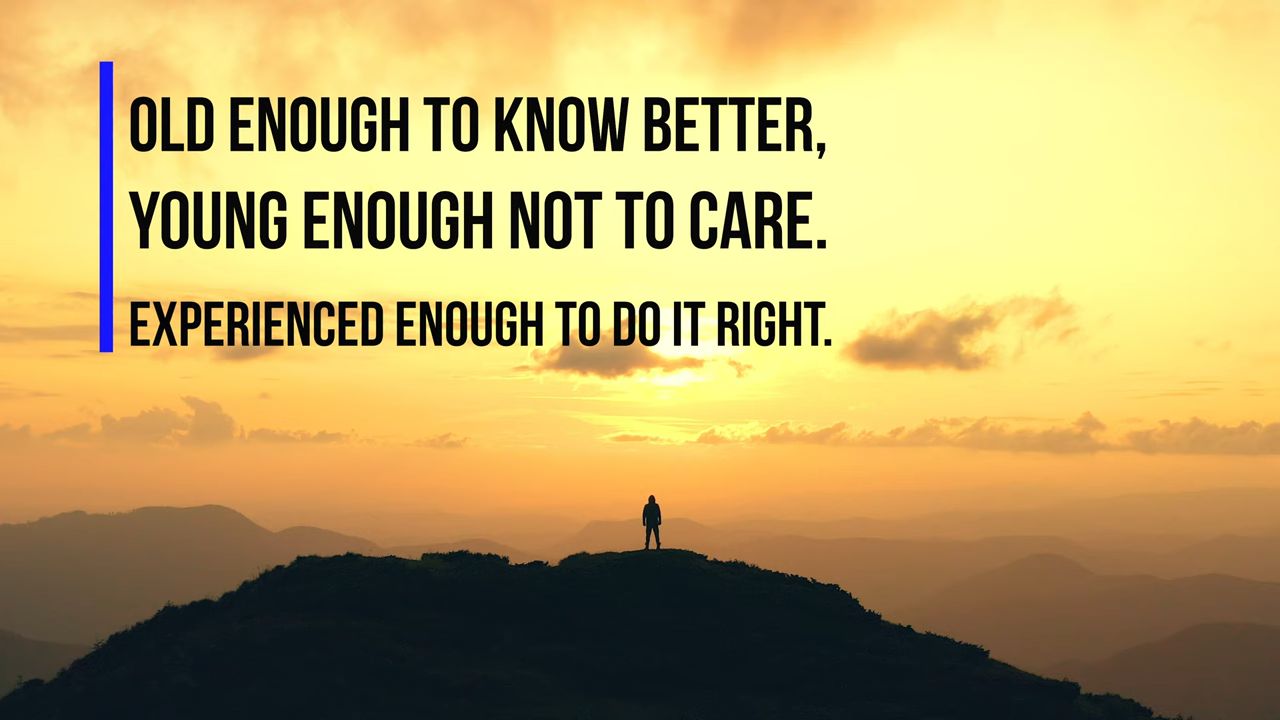 OLD ENOUGH TO KNOW BETTER,
YOUNG ENOUGH NOT TO CARE.
EXPERIENCED ENOUGH TO DO IT RIGHT.